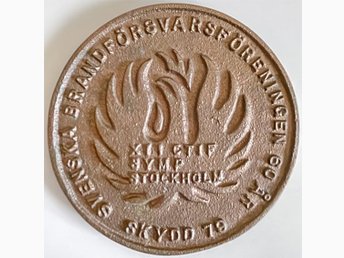 SVENSKA BRANDFÖRSVARSFÖRENINGEN 60 ÅR
XII CTIF
SYMP
STOCKHOLM
SKYDD 79